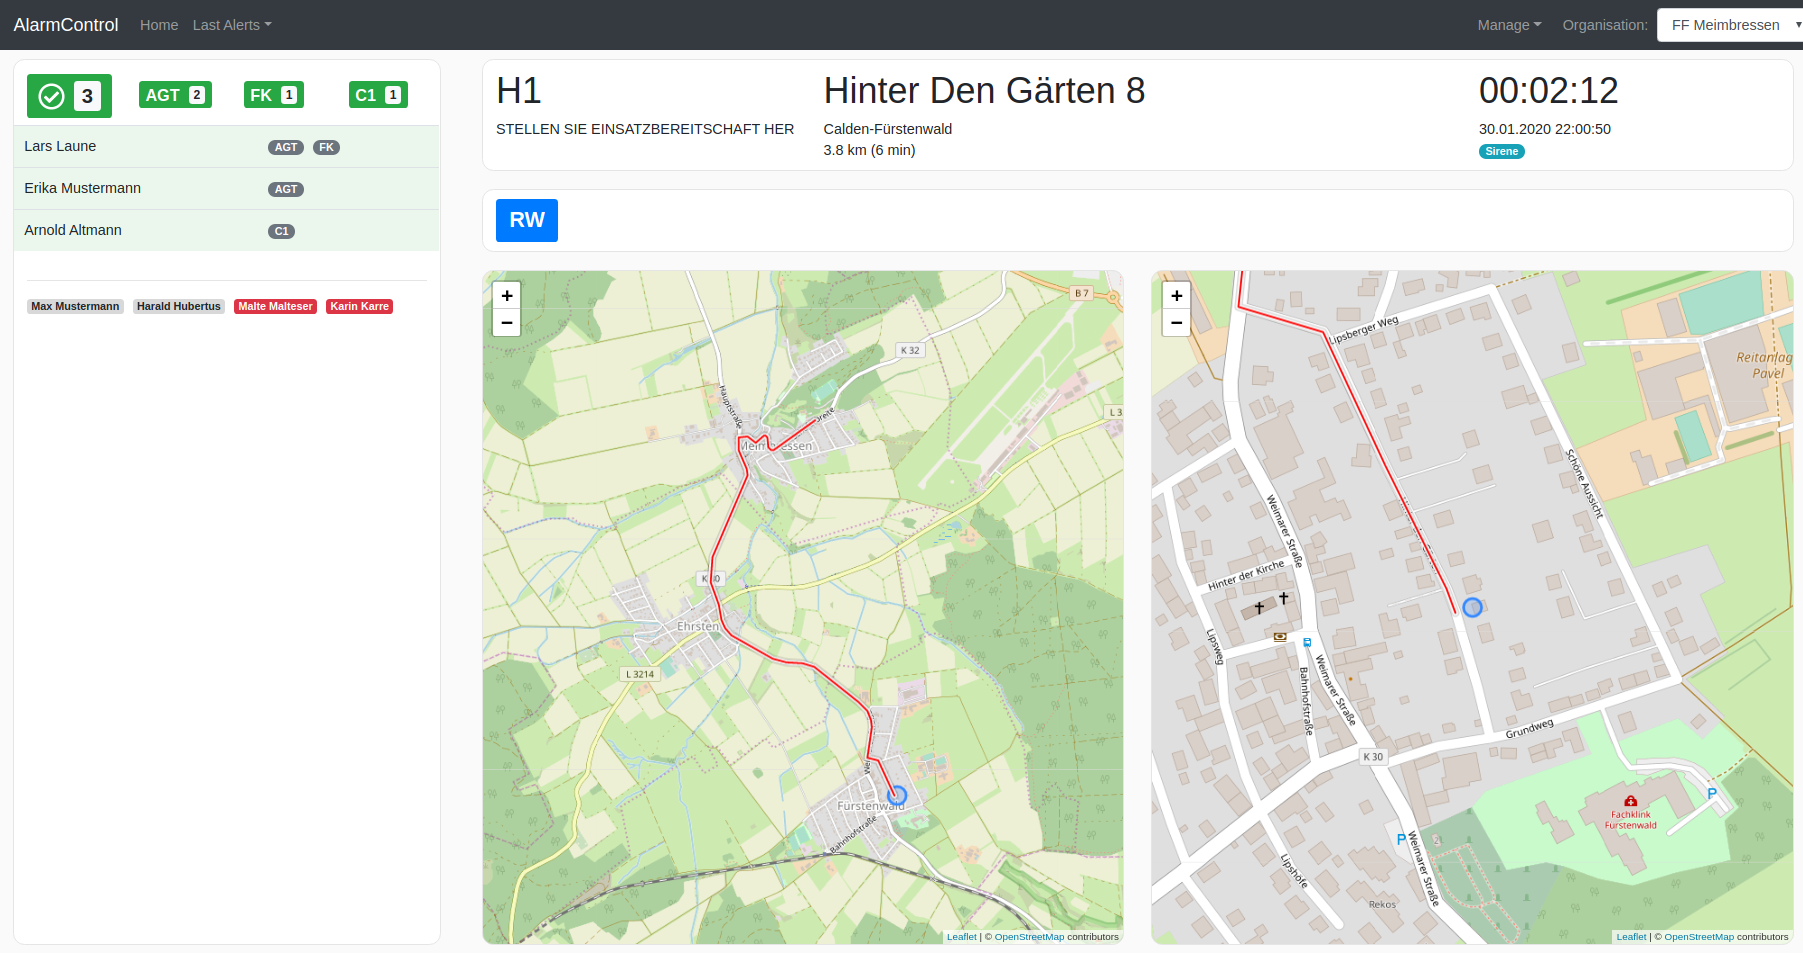 AlarmControl Home Last Alerts Manage Organisation: FF Meimbressen
3 AGT 2 FK 1 C1 1
Lars Laune AGT FK
Erika Mustermann AGT
Arnold Altmann C1
Max Mustermann Harald Hubertus Malte Malteser Karin Karre
H1 Hinter Den Gärten 8 00:02:12
STELLEN SIE EINSATZBEREITSCHAFT HER Calden-Fürstenwald 30.01.2020 22:00:50
3.8 km (6 min) Sirene
RW
+
−
B 7
K 32
L 3
Hauptstraße
K 30
Ehrsten
L 3214
Fürstenwald
Bahnhofstraße
Leaflet | © OpenStreetMap contributors
+
−
Lipsberger Weg
Reitanlag
Pavel
Schöne Aussicht
Weimarer Straße
Hinter der Kirche
Lipsweg
Bahnhofstraße
Weimarer Straße
Grundweg
K 30
P
Fachklink
Fürstenwald
P
Weimarer Straße
Lipshöfe
Rekos
Leaflet | © OpenStreetMap contributors